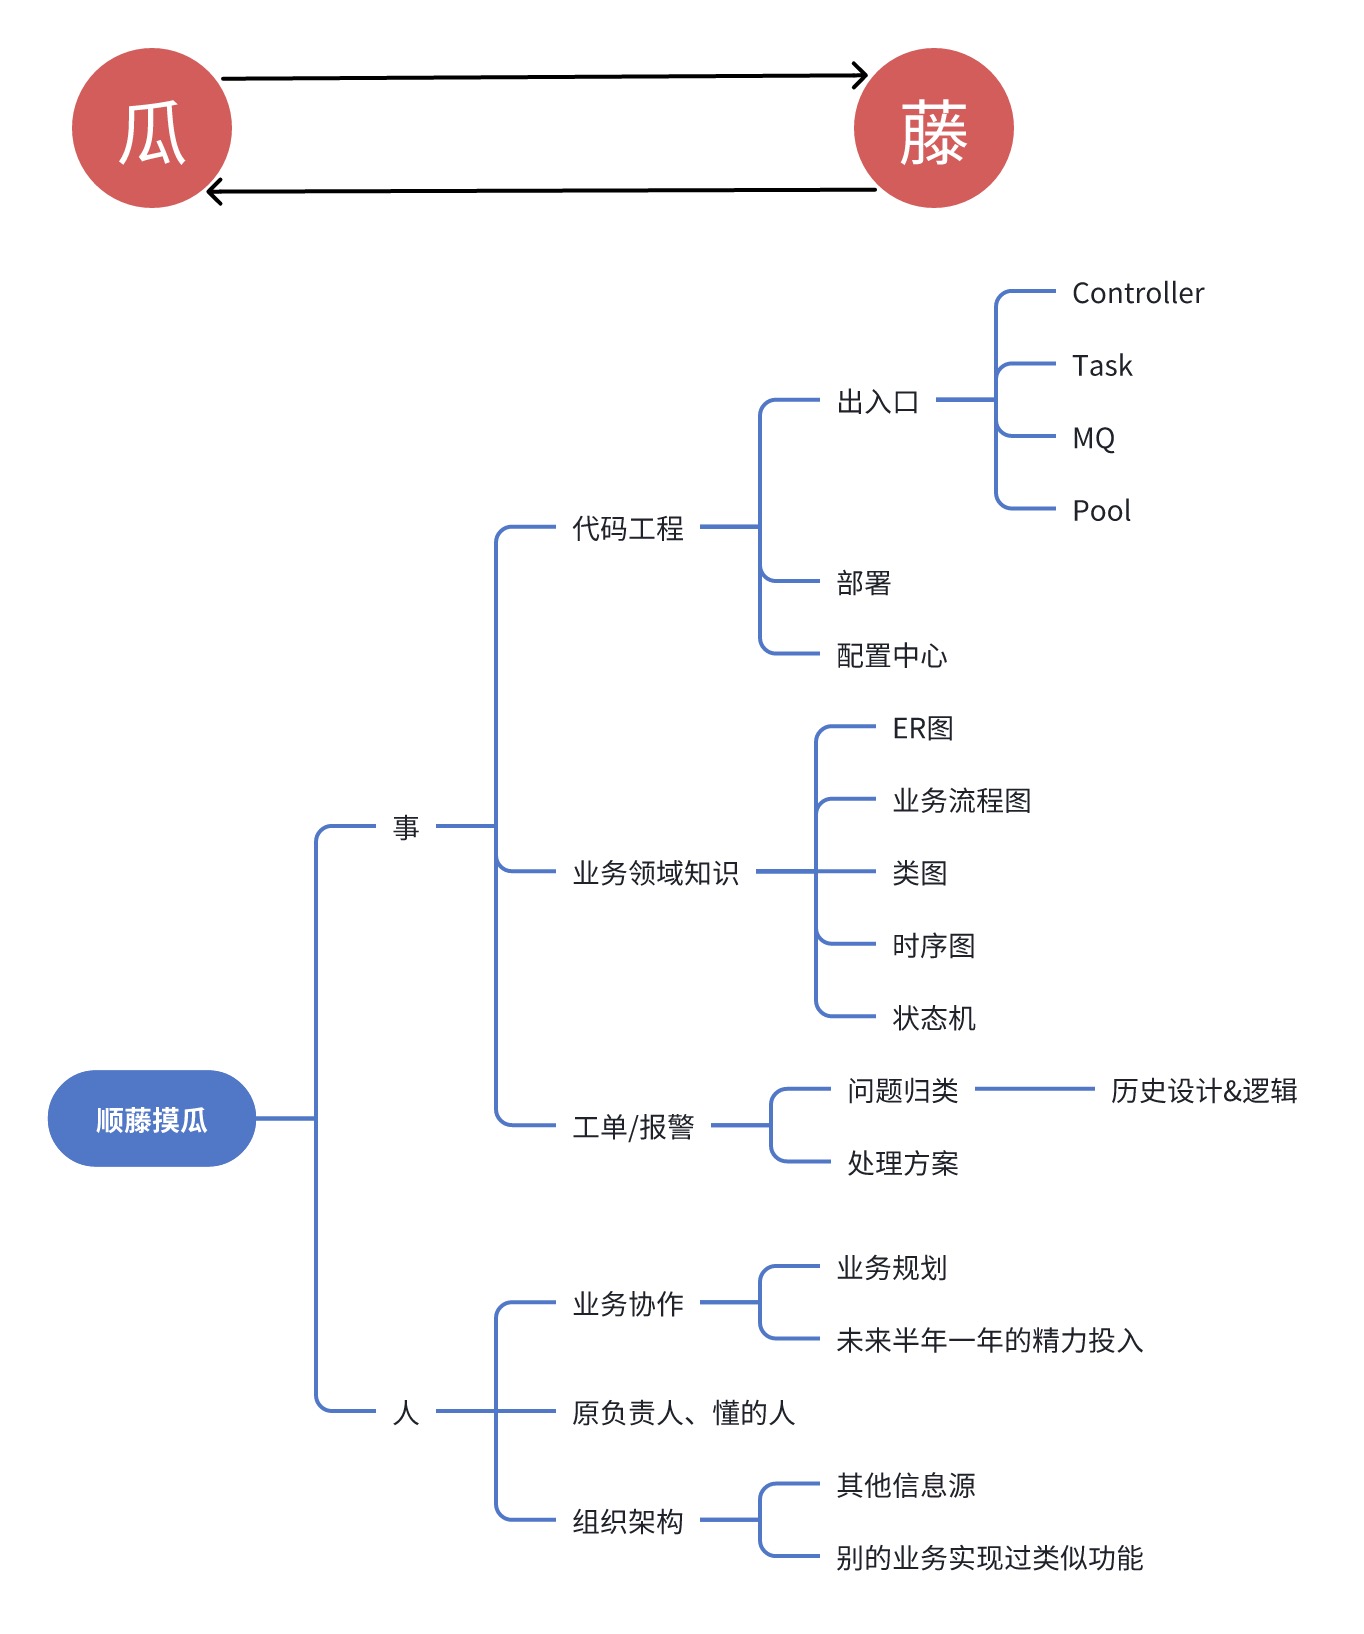 瓜
藤
Controller
Task
出入口
MQ
Pool
代码工程
部署
配置中心
ER图
业务流程图
事
业务领域知识
类图
时序图
状态机
问题归类
历史设计&逻辑
顺藤摸瓜
工单/报警
处理方案
业务规划
业务协作
未来半年一年的精力投入
人
原负责人、懂的人
其他信息源
组织架构
别的业务实现过类似功能